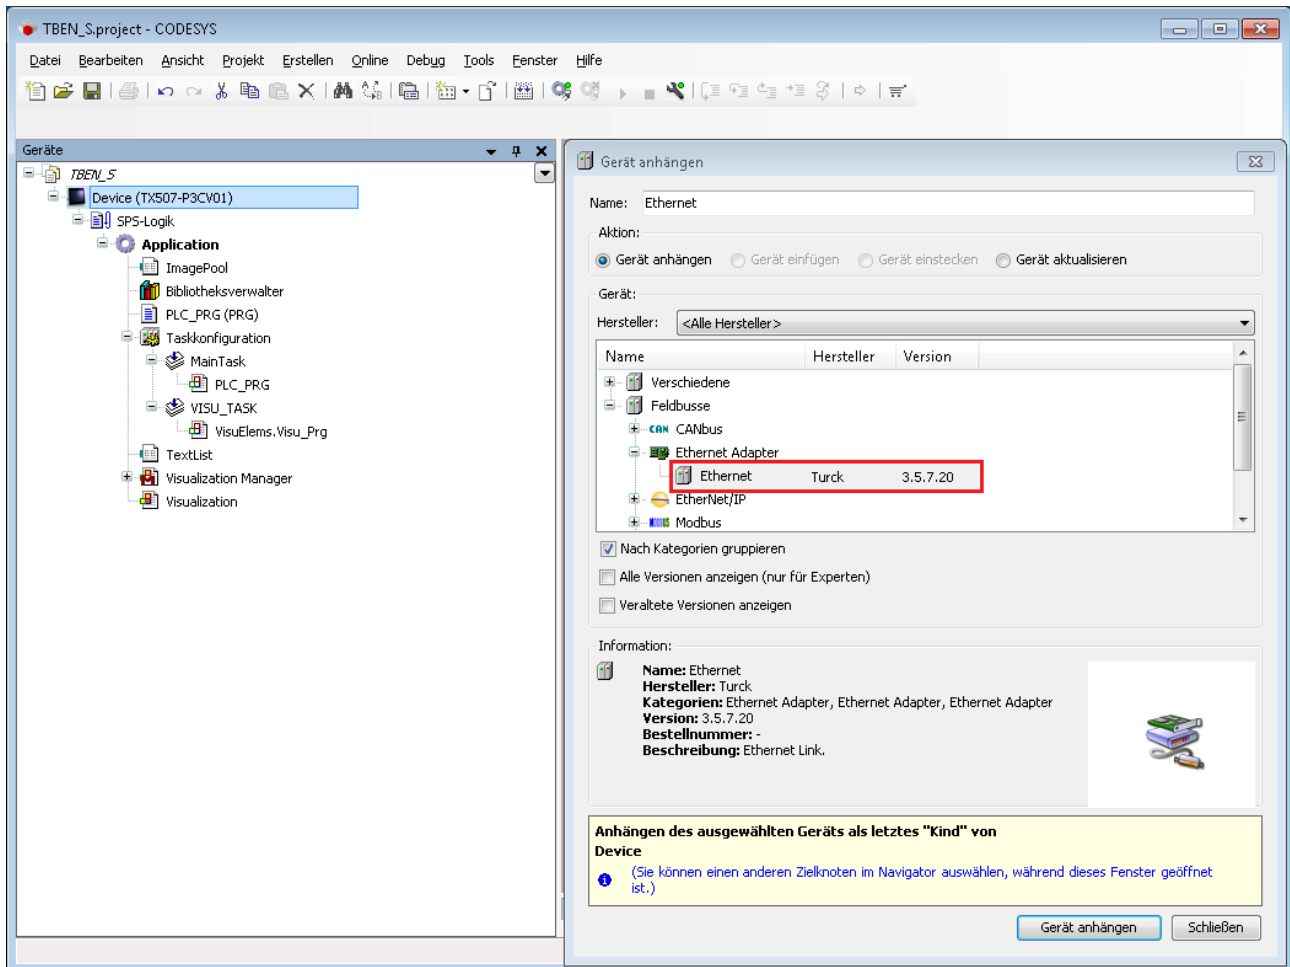 TBEN_S.project - CODESYS
Datei Bearbeiten Ansicht Projekt Erstellen Online Debug Tools Fenster Hilfe
Geräte
TBEN_S
Device (TX507-P3CV01)
SPS-Logik
Application
ImagePool
Bibliotheksverwalter
PLC_PRG (PRG)
Taskkonfiguration
MainTask
PLC_PRG
VISU_TASK
VisuElems.Visu_Prg
TextList
Visualization Manager
Visualization
Gerät anhängen
Name: Ethernet
Aktion:
Gerät anhängen Gerät einfügen Gerät einstecken Gerät aktualisieren
Gerät:
Hersteller: <Alle Hersteller>
Name Hersteller Version
Verschiedene
Feldbusse
CAN CANbus
Ethernet Adapter
Ethernet Turck 3.5.7.20
EtherNet/IP
Modbus
Nach Kategorien gruppieren
Alle Versionen anzeigen (nur für Experten)
Veraltete Versionen anzeigen
Information:
Name: Ethernet
Hersteller: Turck
Kategorien: Ethernet Adapter, Ethernet Adapter, Ethernet Adapter
Version: 3.5.7.20
Bestellnummer: -
Beschreibung: Ethernet Link.
Anhängen des ausgewählten Geräts als letztes "Kind" von
Device
(Sie können einen anderen Zielknoten im Navigator auswählen, während dieses Fenster geöffnet
ist.)
Gerät anhängen Schließen